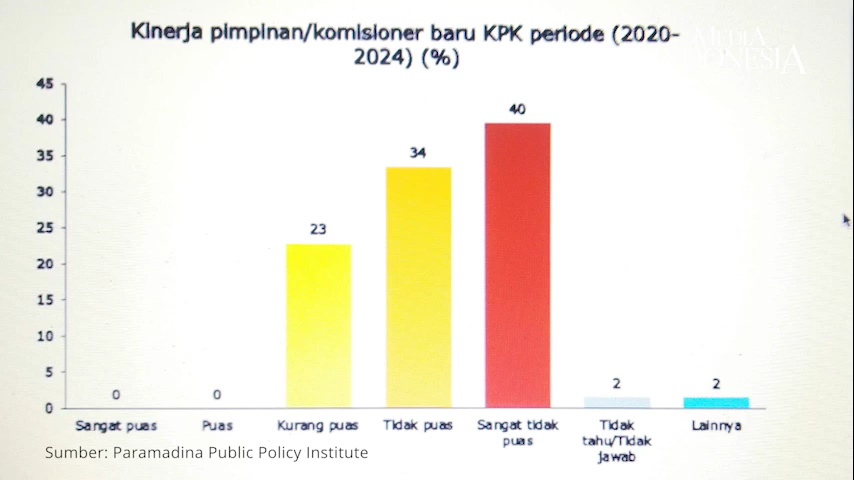 Kinerja pimpinan/komisioner baru KPK periode (2020-
2024) (%)
MEDIA
INDONESIA
45
40
35
30
25
20
15
10
5
0
0
0
23
34
40
2
2
Sangat puas
Puas
Kurang puas
Tidak puas
Sangat tidak
puas
Tidak
tahu/Tidak
jawab
Lainnya
Sumber: Paramadina Public Policy Institute